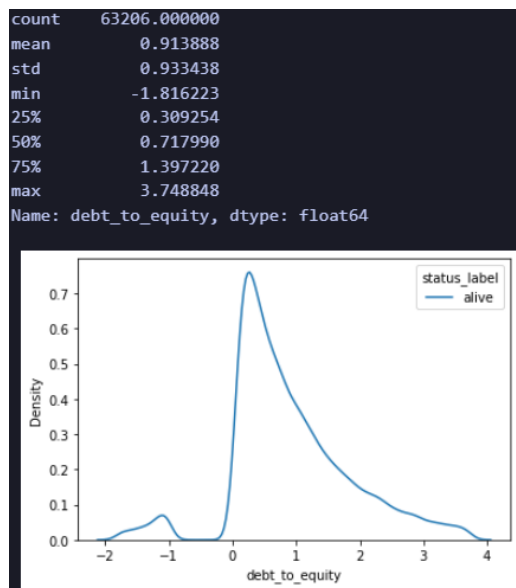 count 63206.000000
mean 0.913888
std 0.933438
min -1.816223
25% 0.309254
50% 0.717990
75% 1.397220
max 3.748848
Name: debt_to_equity, dtype: float64
status_label
alive
0.7
0.6
0.5
0.4
0.3
0.2
0.1
0.0
Density
−2 −1 0 1 2 3 4
debt_to_equity